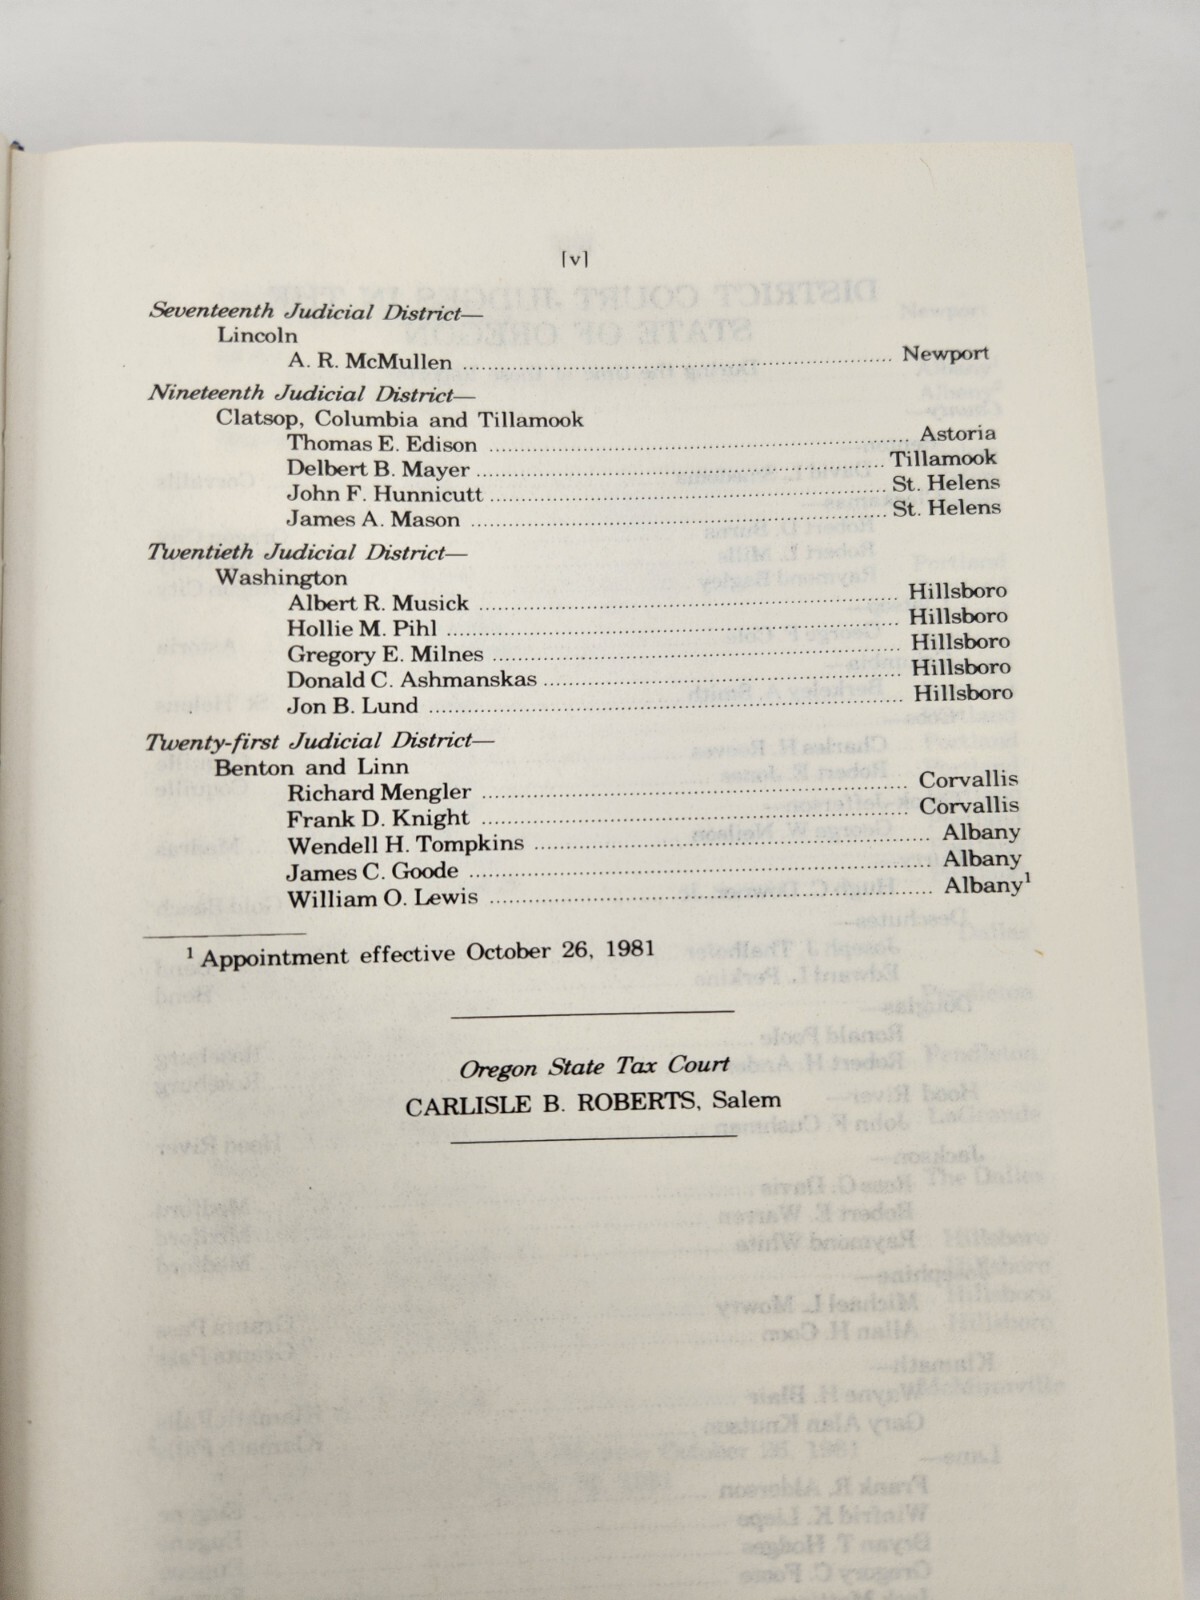 [v]
Seventeenth Judicial District—
Lincoln
A. R. McMullen ........ Newport
Nineteenth Judicial District—
Clatsop, Columbia and Tillamook
Thomas E. Edison ........ Astoria
Delbert B. Mayer ........ Tillamook
John F. Hunnicutt ........ St. Helens
James A. Mason ........ St. Helens
Twentieth Judicial District—
Washington
Albert R. Musick ........ Hillsboro
Hollie M. Pihl ........ Hillsboro
Gregory E. Milnes ........ Hillsboro
Donald C. Ashmanskas ........ Hillsboro
Jon B. Lund ........ Hillsboro
Twenty-first Judicial District—
Benton and Linn
Richard Mengler ........ Corvallis
Frank D. Knight ........ Corvallis
Wendell H. Tompkins ........ Albany
James C. Goode ........ Albany
William O. Lewis ........ Albany¹
¹ Appointment effective October 26, 1981
Oregon State Tax Court
CARLISLE B. ROBERTS, Salem